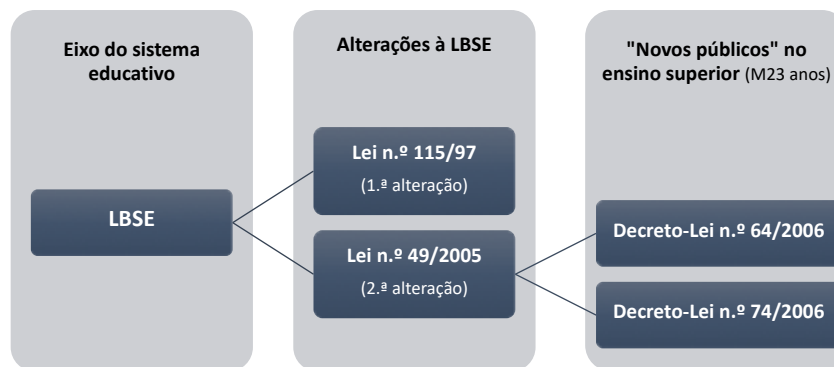 Eixo do sistema
educativo
LBSE
Alterações à LBSE
Lei n.º 115/97
(1.ª alteração)
Lei n.º 49/2005
(2.ª alteração)
"Novos públicos" no
ensino superior (M23 anos)
Decreto-Lei n.º 64/2006
Decreto-Lei n.º 74/2006